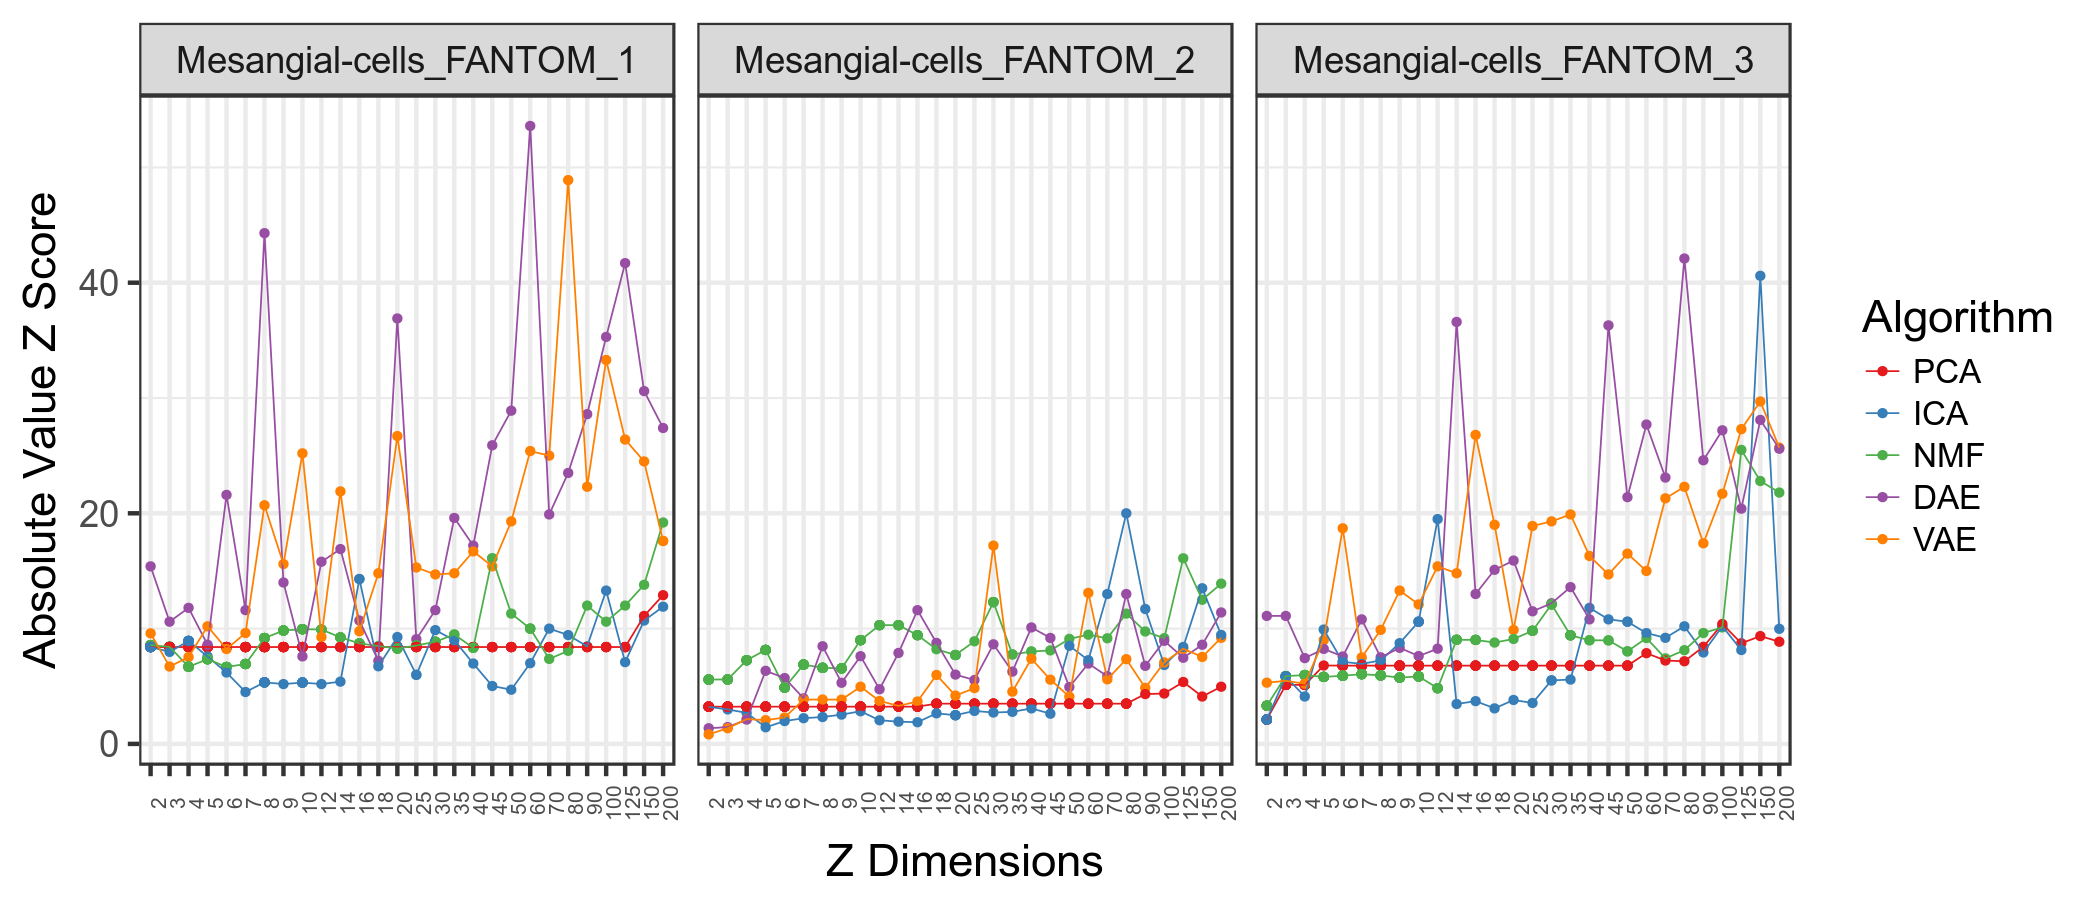 Mesangial-cells_FANTOM_1 Mesangial-cells_FANTOM_2 Mesangial-cells_FANTOM_3
Absolute Value Z Score
40
20
0
2 3 4 5 6 7 8 9 10 12 14 16 18 20 25 30 35 40 45 50 60 70 80 90 100 125 150 200
2 3 4 5 6 7 8 9 10 12 14 16 18 20 25 30 35 40 45 50 60 70 80 90 100 125 150 200
2 3 4 5 6 7 8 9 10 12 14 16 18 20 25 30 35 40 45 50 60 70 80 90 100 125 150 200
Z Dimensions
Algorithm
PCA
ICA
NMF
DAE
VAE